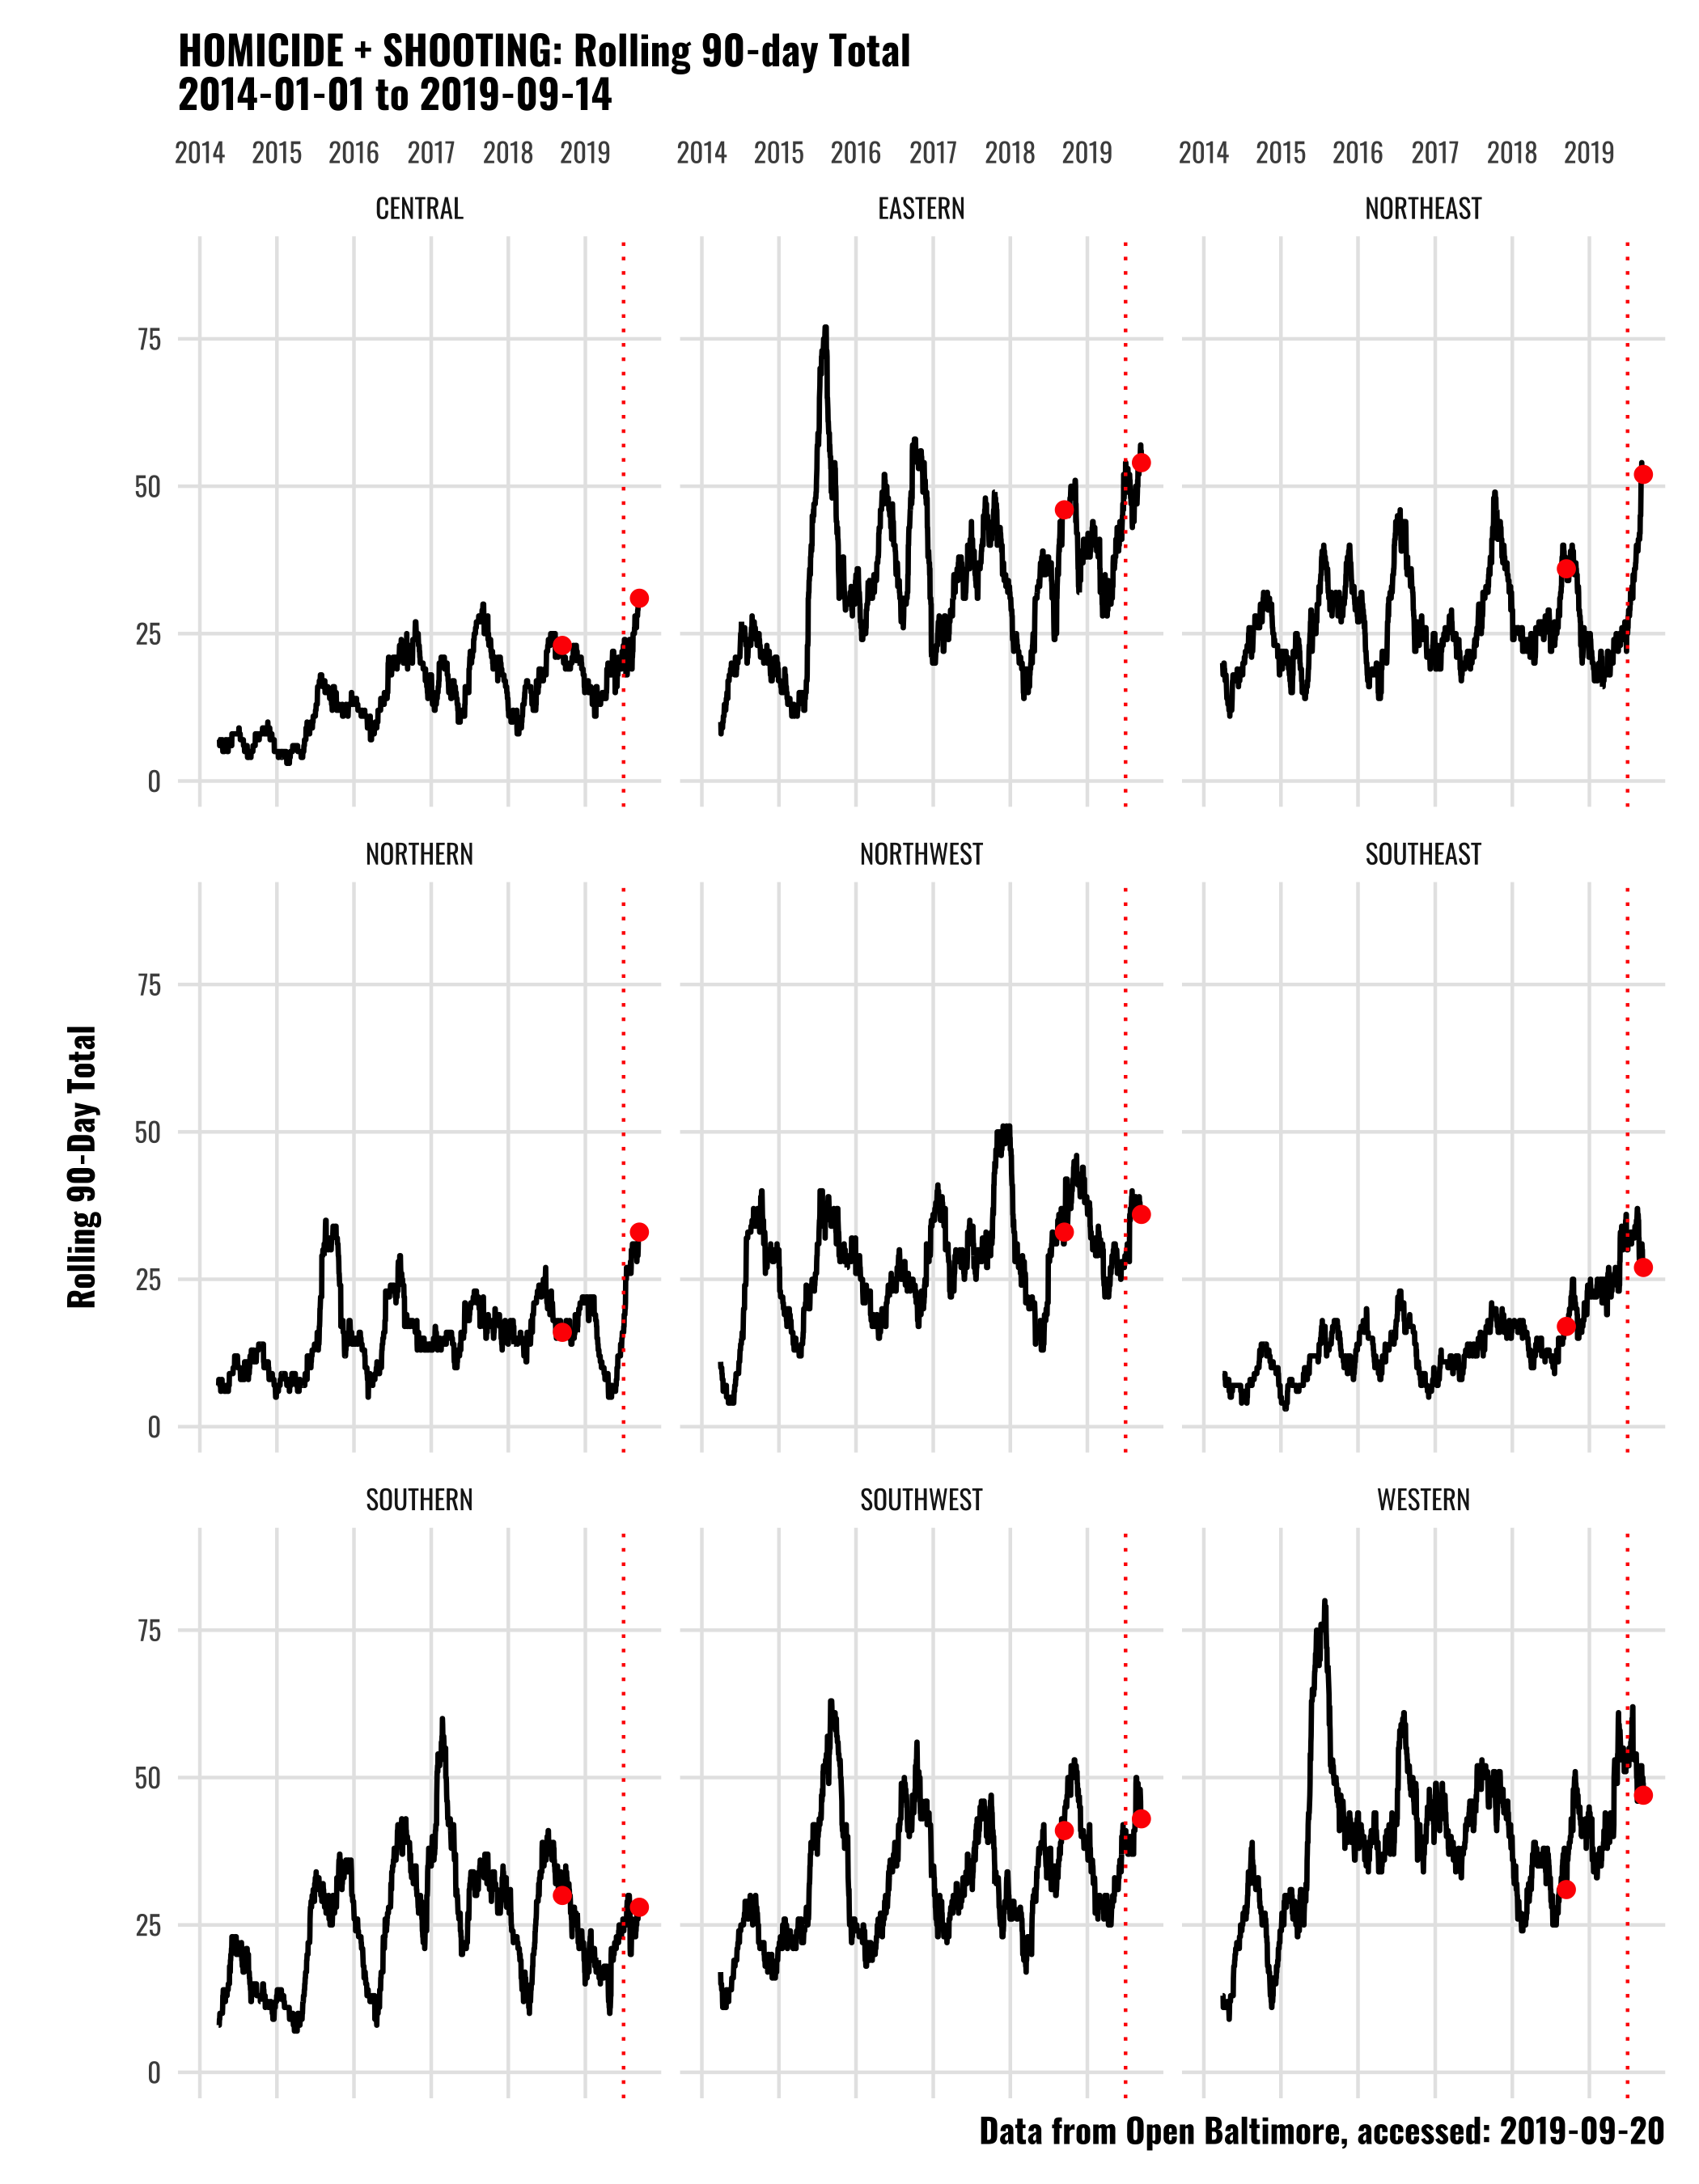 HOMICIDE + SHOOTING: Rolling 90-day Total
2014-01-01 to 2019-09-14
2014 2015 2016 2017 2018 2019 2014 2015 2016 2017 2018 2019 2014 2015 2016 2017 2018 2019
CENTRAL EASTERN NORTHEAST
75
50
25
0
NORTHERN NORTHWEST SOUTHEAST
75
50
25
0
Rolling 90-Day Total
SOUTHERN SOUTHWEST WESTERN
75
50
25
0
Data from Open Baltimore, accessed: 2019-09-20